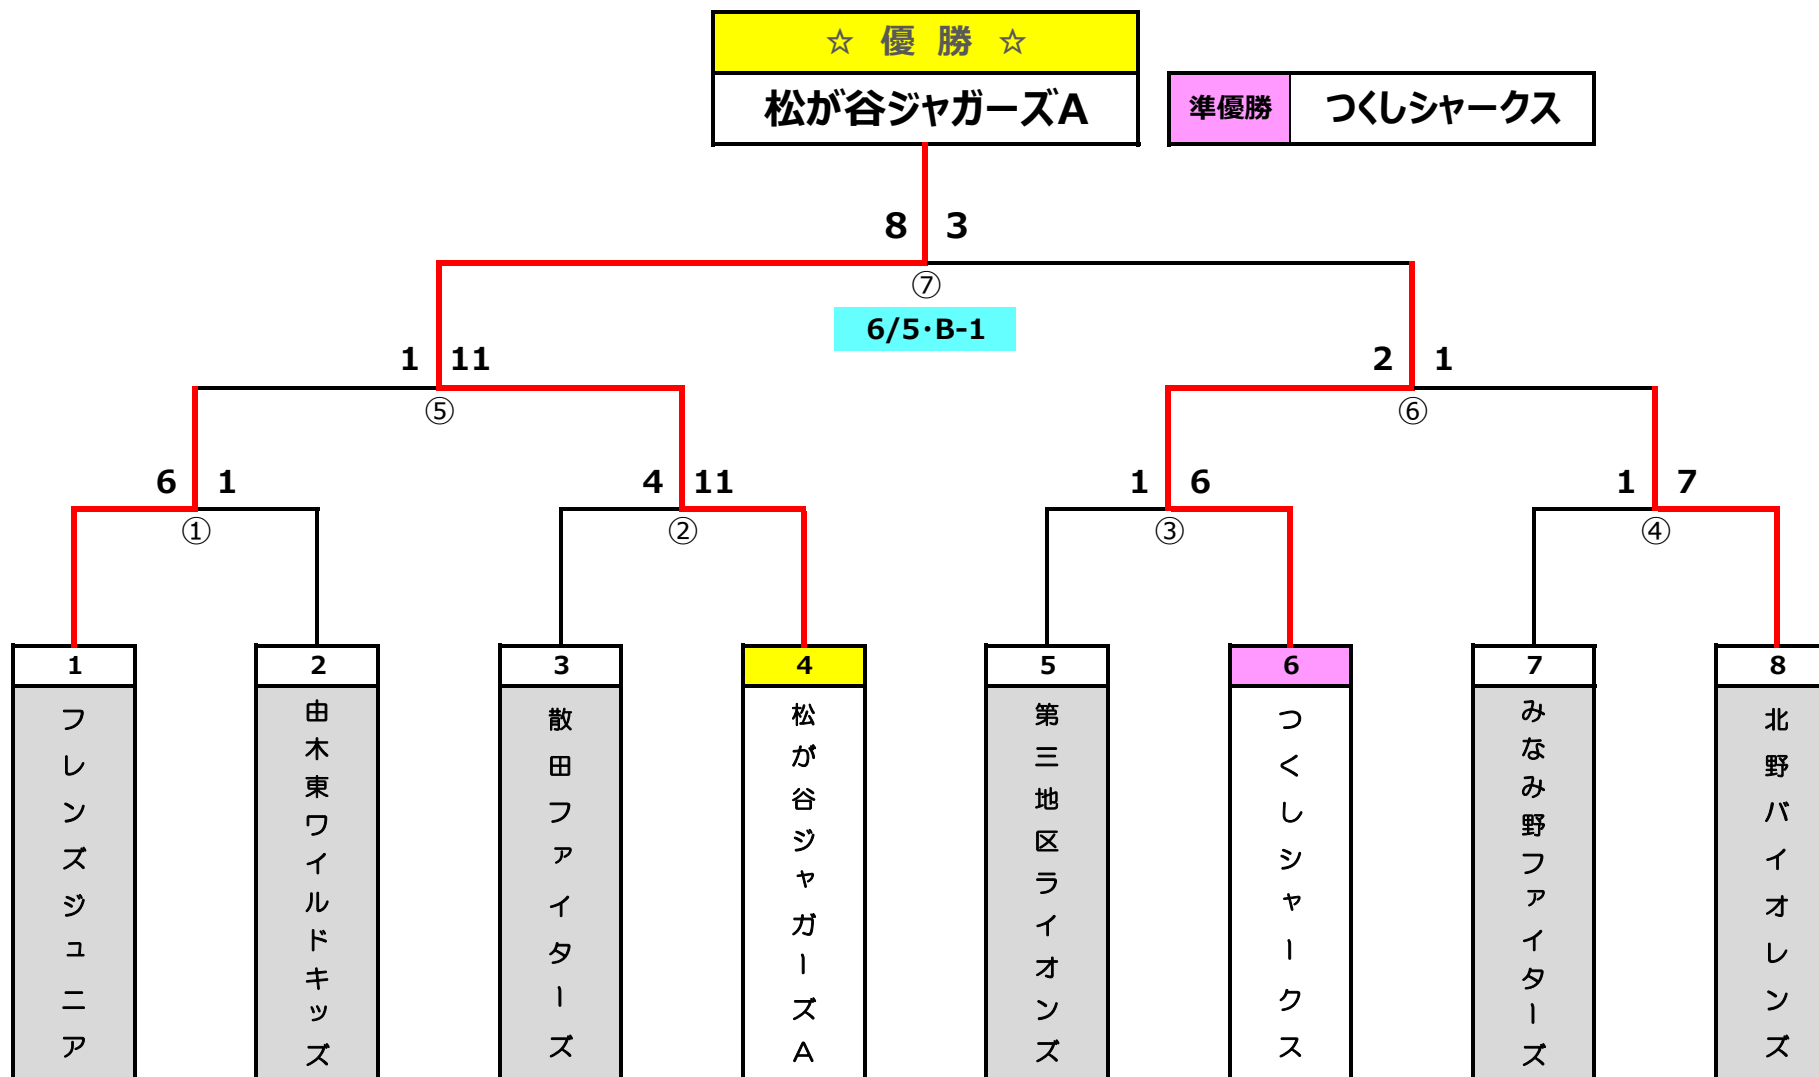 ☆ 優 勝 ☆
松が谷ジャガーズA
準優勝 つくしシャークス
8 3
⑦
6/5･B-1
1 11
2 1
⑤
⑥
6 1
4 11
1 6
1 7
①
②
③
④
1
2
3
4
5
6
7
8
フレンズジュニア
由木東ワイルドキッズ
散田ファイターズ
松が谷ジャガーズA
第三地区ライオンズ
つくしシャークス
みなみ野ファイターズ
北野バイオレンズ